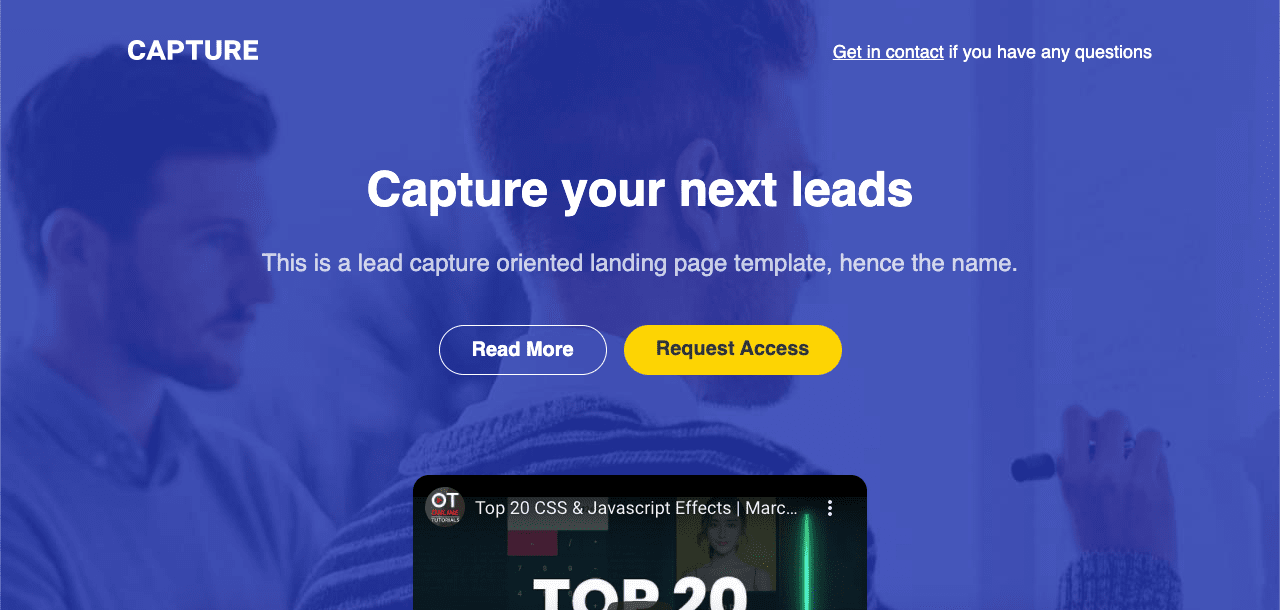 CAPTURE
Get in contact if you have any questions
Capture your next leads
This is a lead capture oriented landing page template, hence the name.
Read More
Request Access
OT
TUTORIALS
Top 20 CSS & Javascript Effects | Marc...
TOP 20